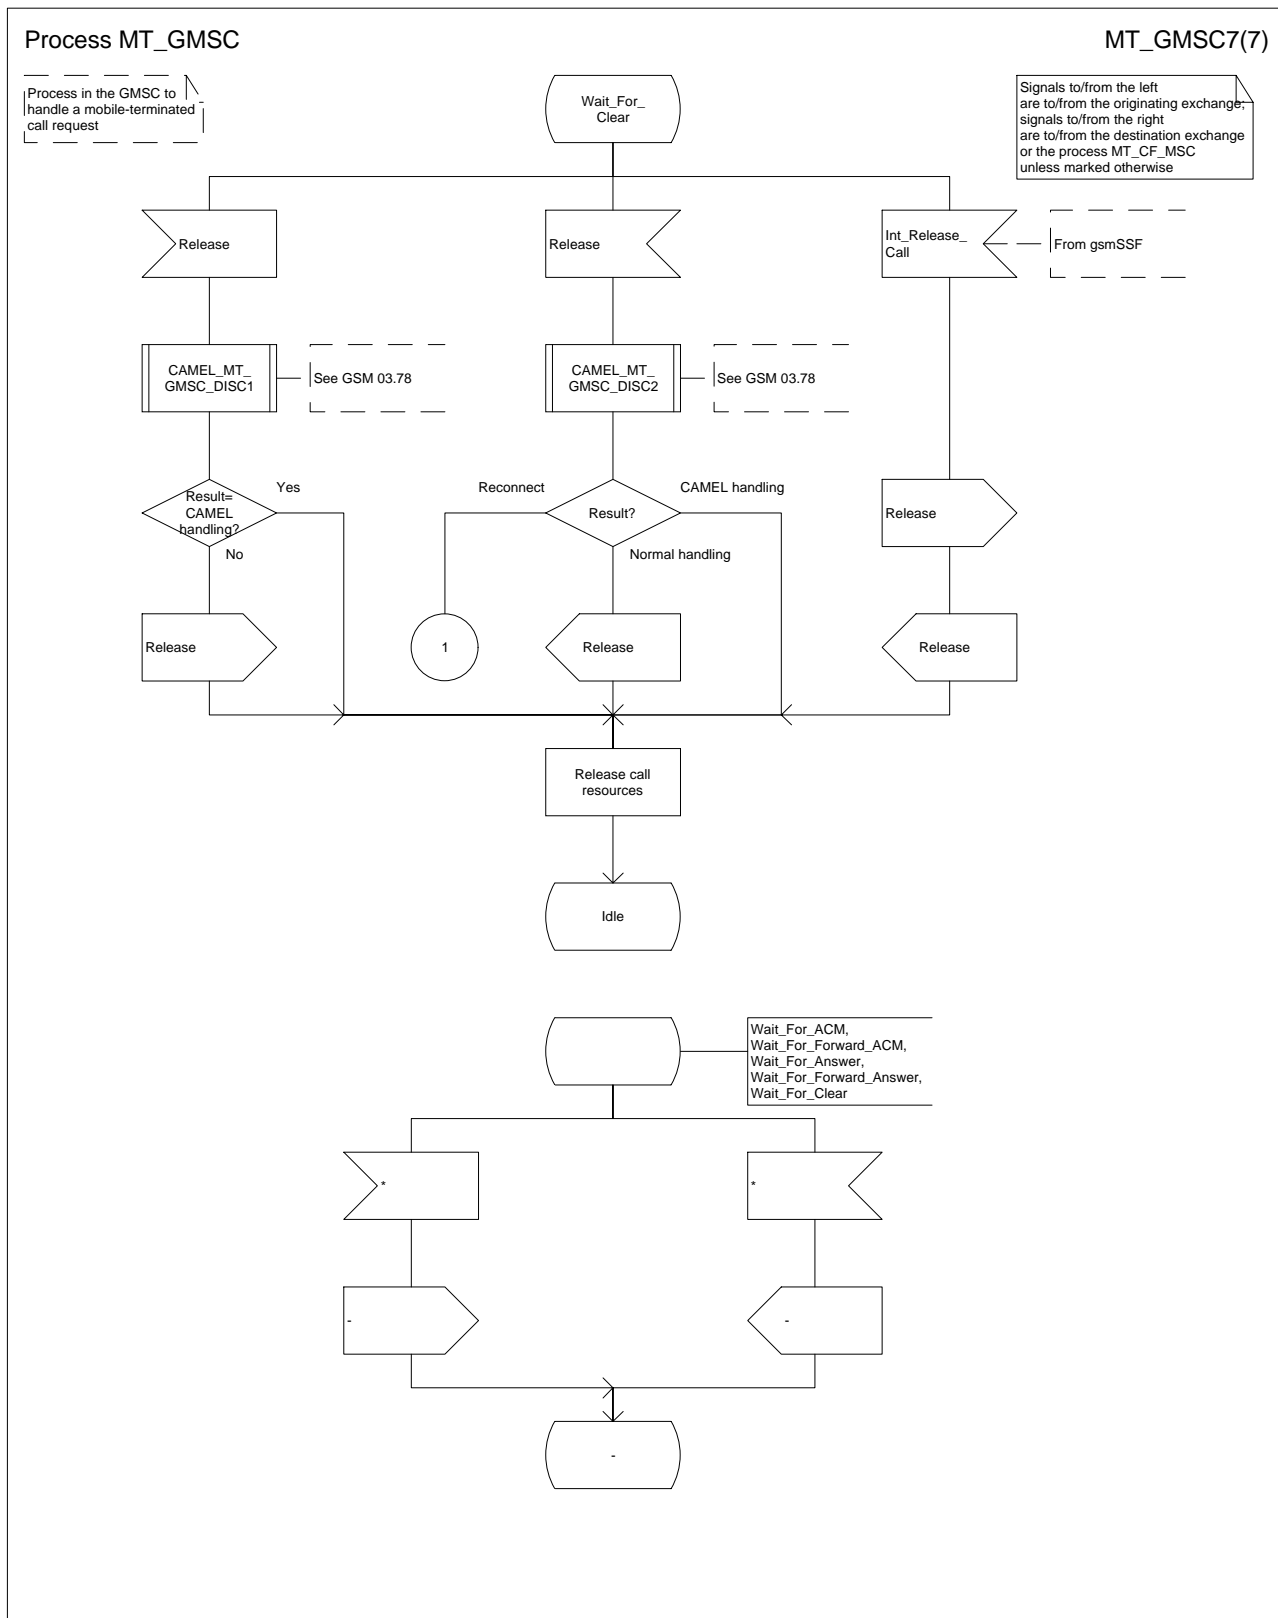 Process MT_GMSC
MT_GMSC7(7)
Process in the GMSC to
handle a mobile-terminated
call request
Wait_For_
Clear
Signals to/from the left
are to/from the originating exchange;
signals to/from the right
are to/from the destination exchange
or the process MT_CF_MSC
unless marked otherwise
Release
Release
Int_Release_
Call
From gsmSSF
CAMEL_MT_
GMSC_DISC1
See GSM 03.78
CAMEL_MT_
GMSC_DISC2
See GSM 03.78
Result=
CAMEL
handling?
Yes
No
Reconnect
Result?
CAMEL handling
Normal handling
Release
Release
1
Release
Release
Release call
resources
Idle
Wait_For_ACM,
Wait_For_Forward_ACM,
Wait_For_Answer,
Wait_For_Forward_Answer,
Wait_For_Clear
*
*
-
-
-